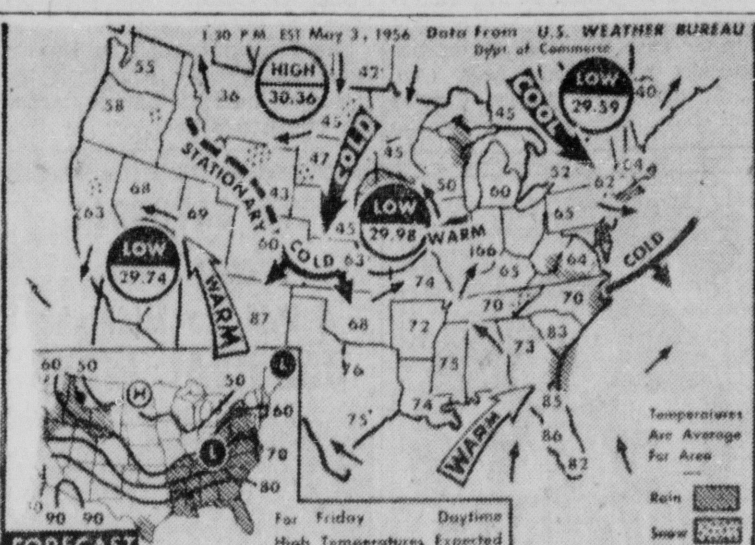 1 30 P.M. EST May 3, 1956 Data From U.S. WEATHER BUREAU
Dept. of Commerce
HIGH
30.36
LOW
29.59
55
36
42
45
40
58
45
COLD
COOL
47
45
STATIONARY
43
50
60
52
62
64
68
69
63
LOW
29.98
WARM
65
45
60
COLD
63
166
65
64
COLD
LOW
29.74
74
70
70
WARM
87
68
72
73
83
76
75
75
74
WARM
85
86
82
Temperatures
Are Average
For Area
Rain
Snow
60 50
H
50
L
60
L
70
80
90 90
FORECAST
For Friday Daytime
High Temperatures Expected